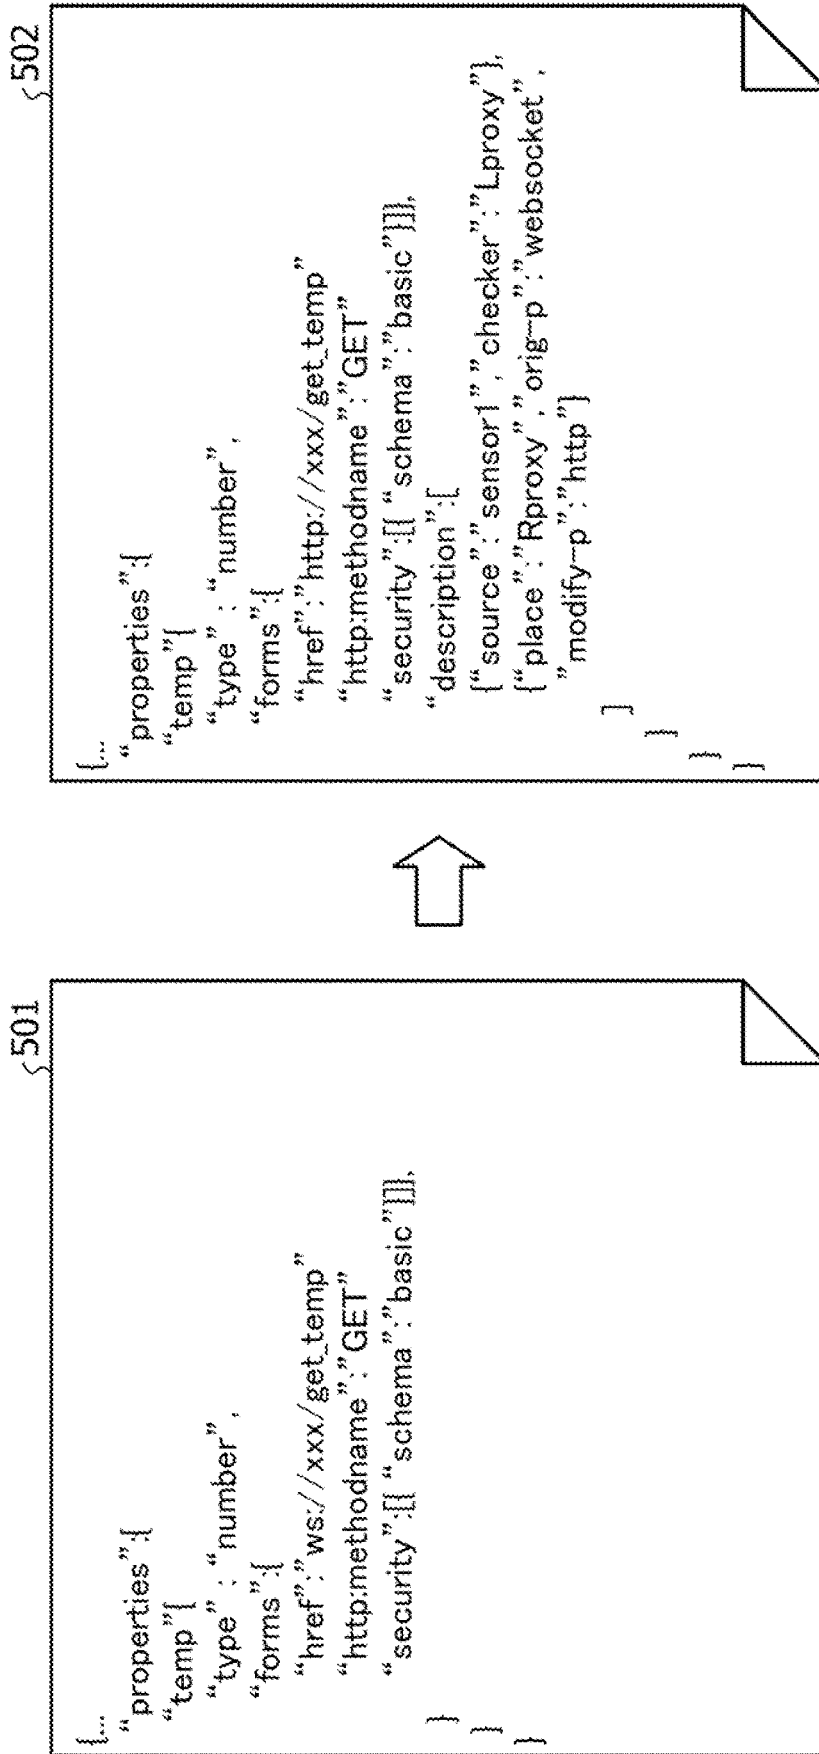 501
{...
“properties”:{
“temp”{
“type” : “number”,
“forms”:{
“href”:”ws://xxx/get_temp”
“http:methodname”:”GET”
“security”:[{ “schema”:”basic”}]},
}
}
}
502
{...
“properties”:{
“temp”{
“type” : “number”,
“forms”:{
“href”:”http://xxx/get_temp”
“http:methodname”:”GET”
“security”:[{ “schema”:”basic”}]},
“description”:[
{“source”:”sensor1”,”checker”:”Lproxy”},
{“place”:”Rproxy”,”orig-p”:”websocket”,
”modify-p”:”http”}
]
}
}
}